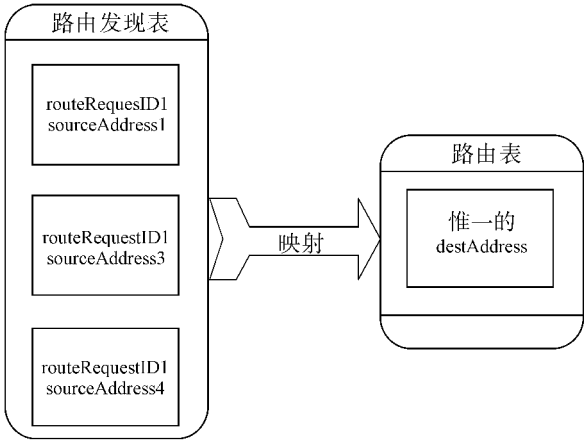 路由发现表
routeRequesID1
sourceAddress1
routeRequestID1
sourceAddress3
routeRequestID1
sourceAddress4
映射
路由表
惟一的
destAddress